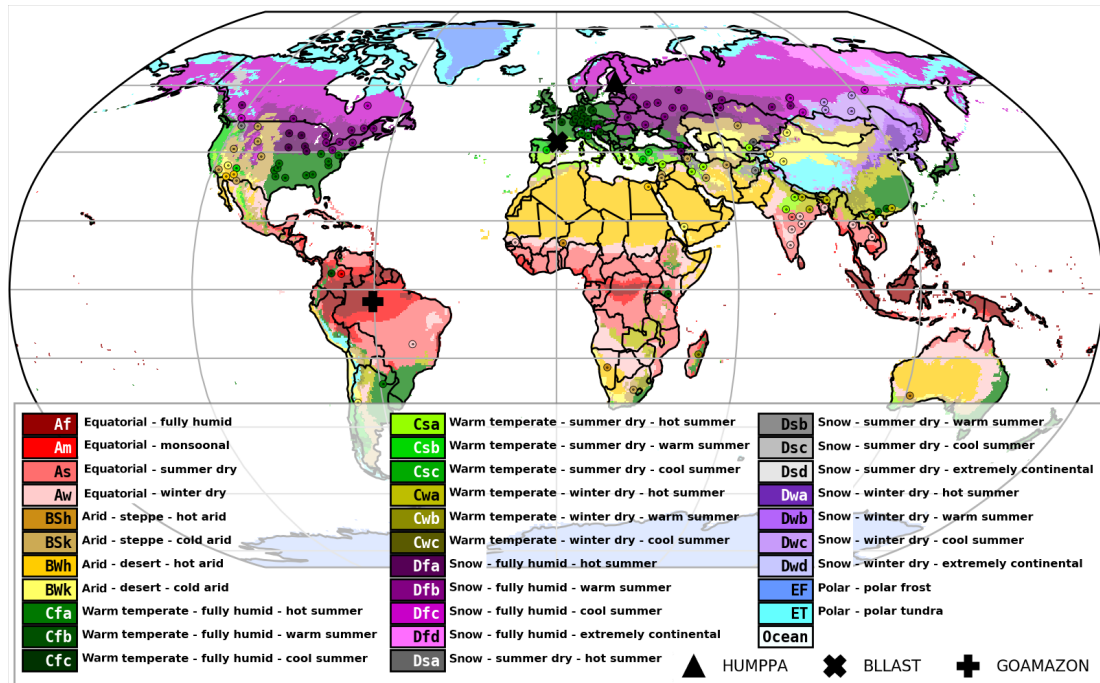 Af Equatorial - fully humid
Am Equatorial - monsoonal
As Equatorial - summer dry
Aw Equatorial - winter dry
BSh Arid - steppe - hot arid
BSk Arid - steppe - cold arid
BWh Arid - desert - hot arid
BWk Arid - desert - cold arid
Cfa Warm temperate - fully humid - hot summer
Cfb Warm temperate - fully humid - warm summer
Cfc Warm temperate - fully humid - cool summer
Csa Warm temperate - summer dry - hot summer
Csb Warm temperate - summer dry - warm summer
Csc Warm temperate - summer dry - cool summer
Cwa Warm temperate - winter dry - hot summer
Cwb Warm temperate - winter dry - warm summer
Cwc Warm temperate - winter dry - cool summer
Dfa Snow - fully humid - hot summer
Dfb Snow - fully humid - warm summer
Dfc Snow - fully humid - cool summer
Dfd Snow - fully humid - extremely continental
Dsa Snow - summer dry - hot summer
Dsb Snow - summer dry - warm summer
Dsc Snow - summer dry - cool summer
Dsd Snow - summer dry - extremely continental
Dwa Snow - winter dry - hot summer
Dwb Snow - winter dry - warm summer
Dwc Snow - winter dry - cool summer
Dwd Snow - winter dry - extremely continental
EF Polar - polar frost
ET Polar - polar tundra
Ocean
HUMPPA BLLAST GOAMAZON